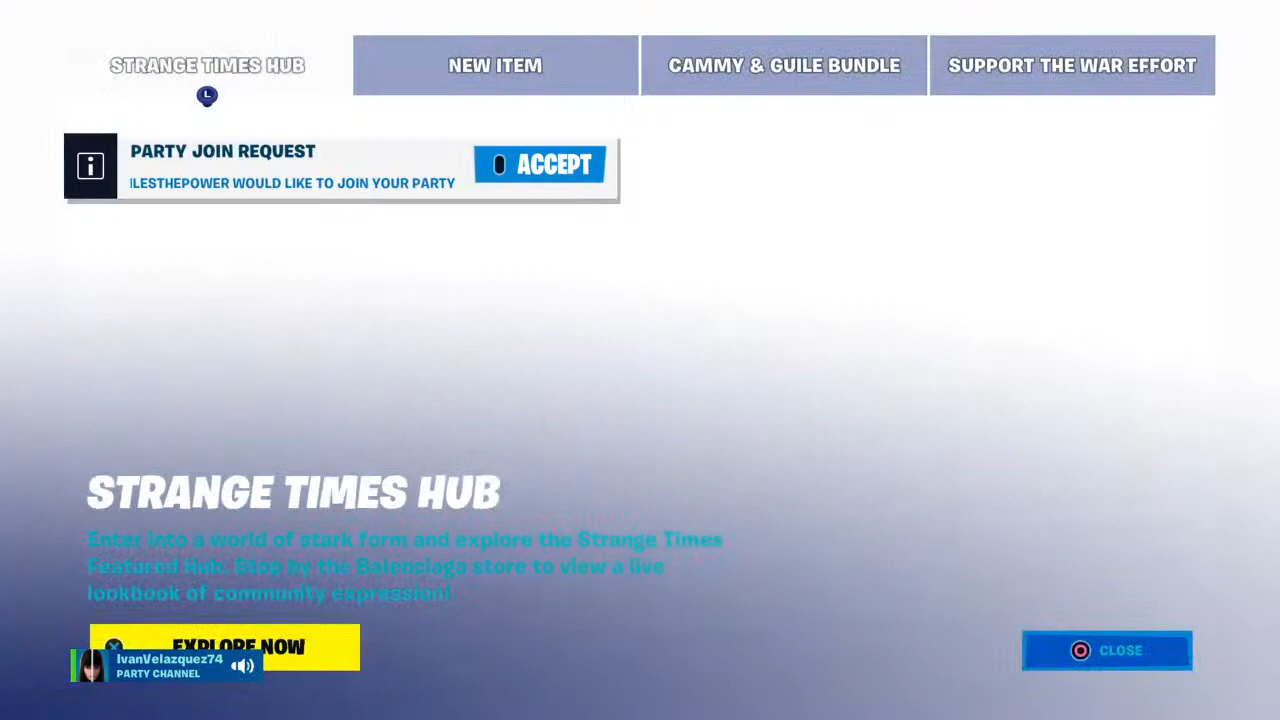 STRANGE TIMES HUB
NEW ITEM
CAMMY & GUILE BUNDLE
SUPPORT THE WAR EFFORT
L
PARTY JOIN REQUEST
ILESTHEPOWER WOULD LIKE TO JOIN YOUR PARTY
ACCEPT
STRANGE TIMES HUB
Enter into a world of stark form and explore the Strange Times
Featured Hub. Stop by the Balenciaga store to view a live
lookbook of community expression!
EXPLORE NOW
IvanVelazquez74
PARTY CHANNEL
CLOSE